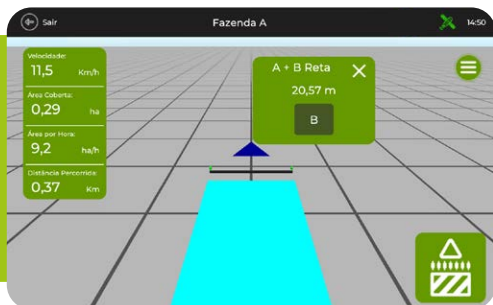 Sair
Fazenda A
14:50
Velocidade:
11,5 Km/h
Área Coberta:
0,29 ha
Área por Hora:
9,2 ha/h
Distância Percorrida:
0,37 Km
A + B Reta
20,57 m
B